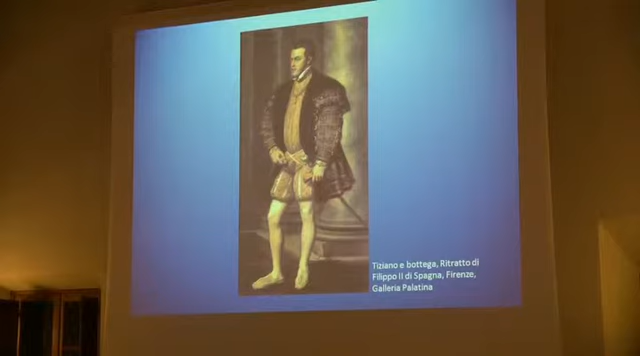 Tiziano e bottega, Ritratto di
Filippo II di Spagna, Firenze,
Galleria Palatina